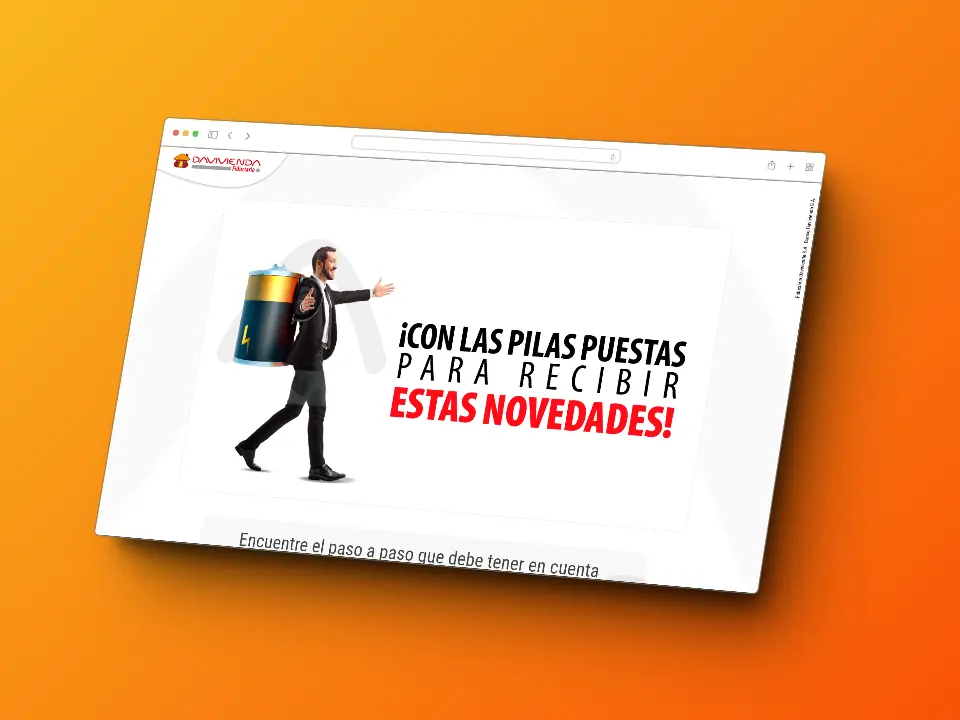 DAVIVIENDA
Fiduciaria
¡CON LAS PILAS PUESTAS
PARA RECIBIR
ESTAS NOVEDADES!
Encuentre el paso a paso que debe tener en cuenta